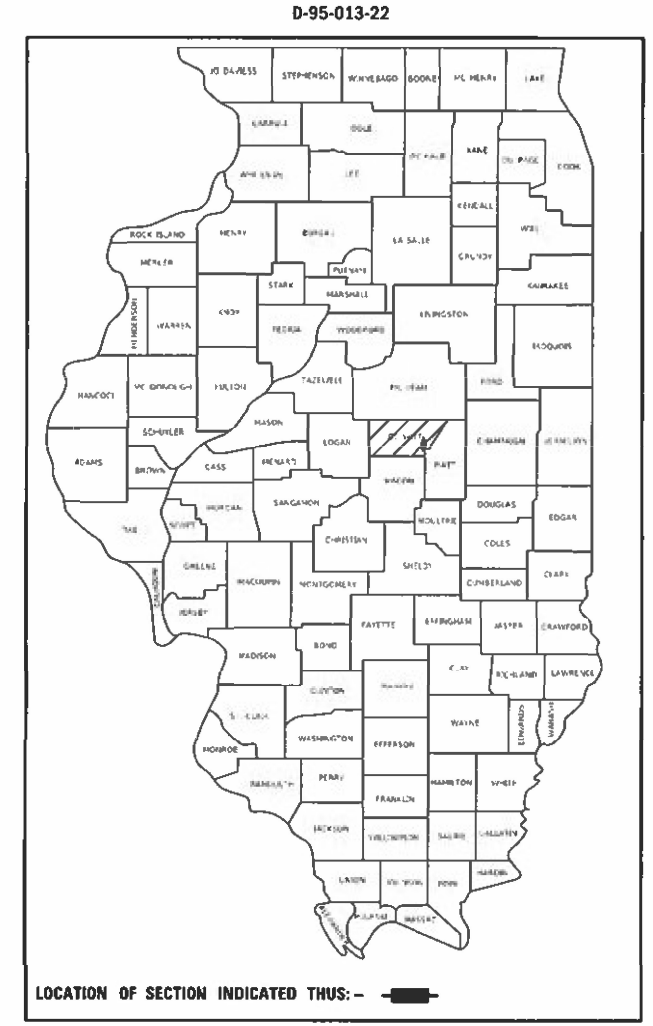 D-95-013-22
JO DAVIESS STEPHENSON WINNEBAGO BOONE MC HENRY LAKE
CARROLL OGLE
DE KALB KANE DU PAGE COOK
WHITESIDE LEE
KENDALL
ROCK ISLAND HENRY BUREAU LA SALLE WILL
MERCER GRUNDY
PUTNAM
STARK MARSHALL KANKAKEE
HENDERSON WARREN KNOX LIVINGSTON
PEORIA WOODFORD IROQUOIS
HANCOCK MC DONOUGH FULTON TAZEWELL MC LEAN FORD
MASON
SCHUYLER LOGAN DE WITT CHAMPAIGN VERMILION
ADAMS BROWN CASS MENARD MACON PIATT
MORGAN SANGAMON DOUGLAS
PIKE SCOTT MOULTRIE EDGAR
CHRISTIAN COLES
GREENE MACOUPIN MONTGOMERY SHELBY
CALHOUN CUMBERLAND CLARK
JERSEY FAYETTE EFFINGHAM JASPER CRAWFORD
MADISON BOND
CLAY RICHLAND LAWRENCE
CLINTON MARION
ST. CLAIR WAYNE EDWARDS WABASH
MONROE WASHINGTON JEFFERSON
RANDOLPH PERRY HAMILTON WHITE
FRANKLIN
JACKSON WILLIAMSON SALINE GALLATIN
UNION JOHNSON POPE HARDIN
ALEXANDER PULASKI MASSAC
LOCATION OF SECTION INDICATED THUS: –